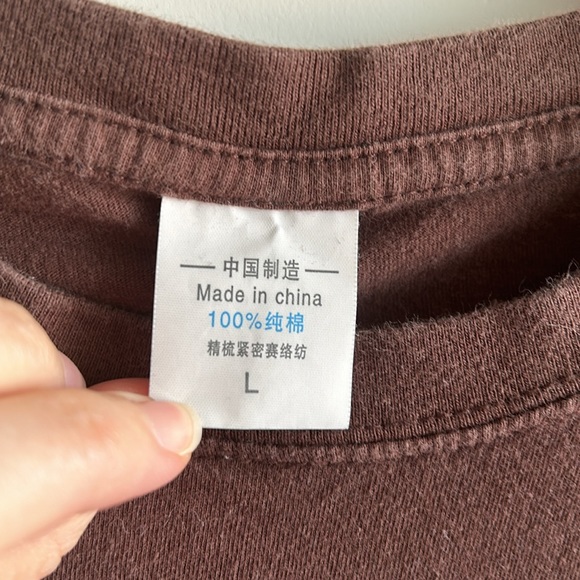 中国制造
Made in china
100%纯棉
精梳紧密赛络纺
L